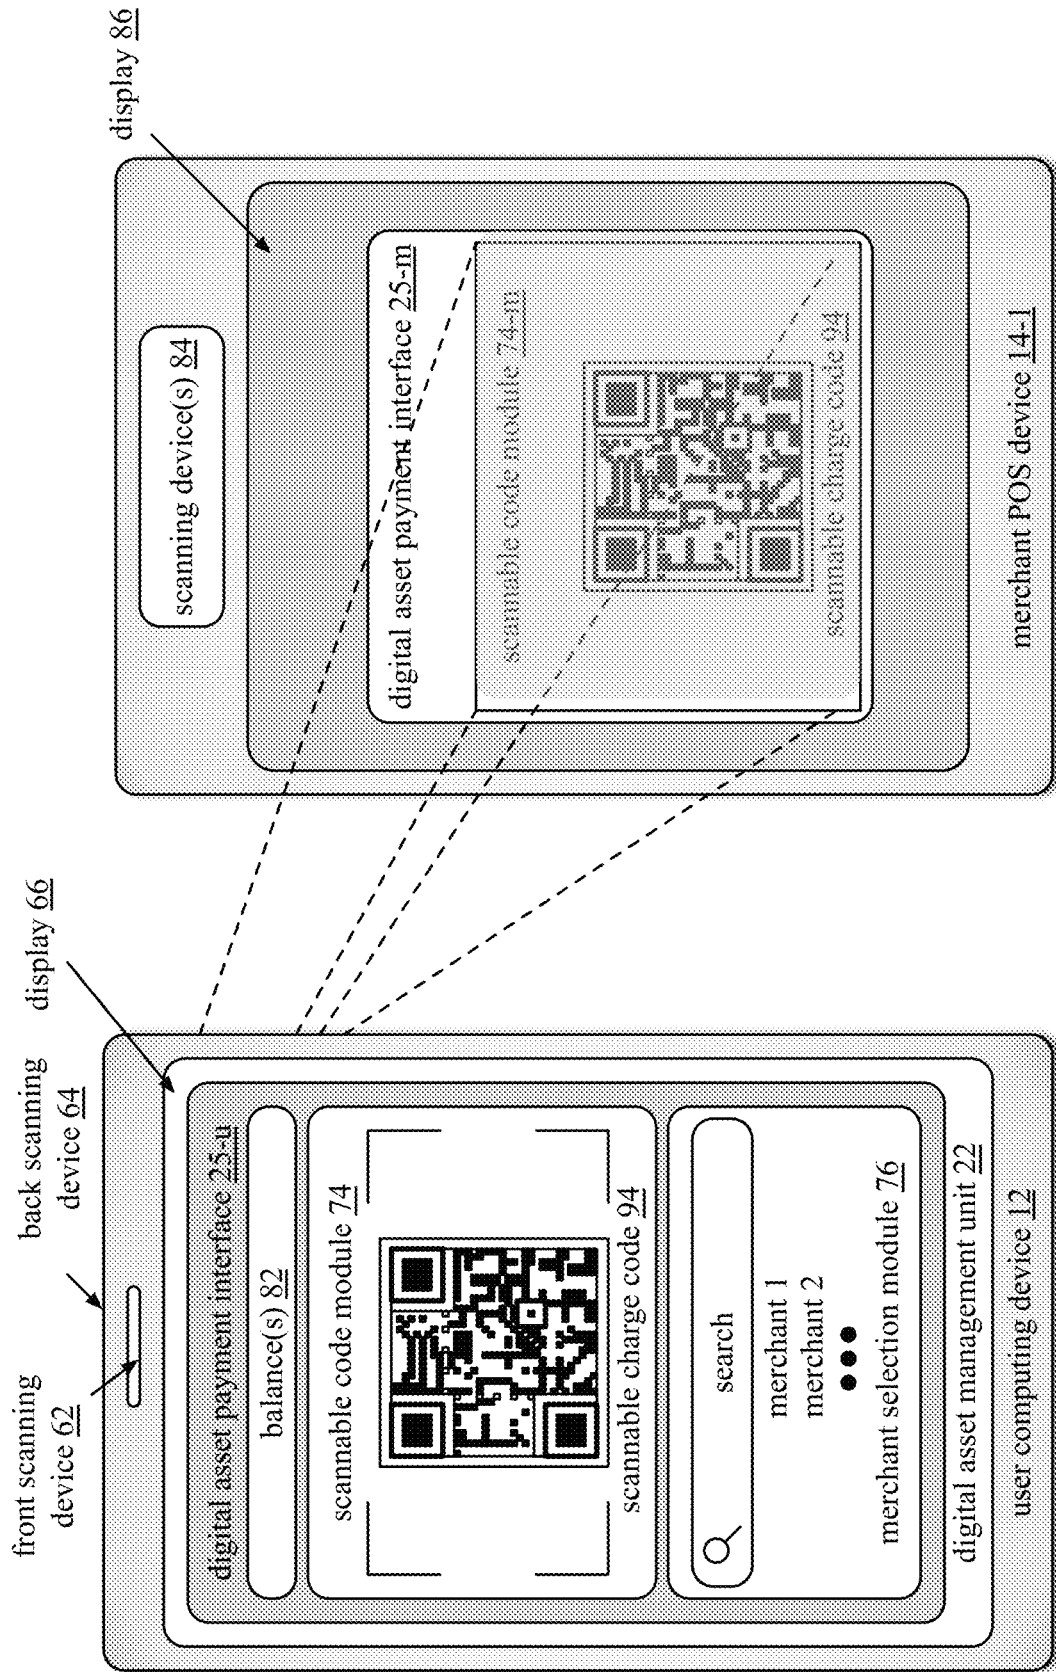 front scanning
device 62
back scanning
device 64
display 66
digital asset payment interface 25-u
balance(s) 82
scannable code module 74
scannable charge code 94
search
merchant 1
merchant 2
merchant selection module 76
digital asset management unit 22
user computing device 12
display 86
scanning device(s) 84
digital asset payment interface 25-m
scannable code module 74-m
scannable charge code 94
merchant POS device 14-1